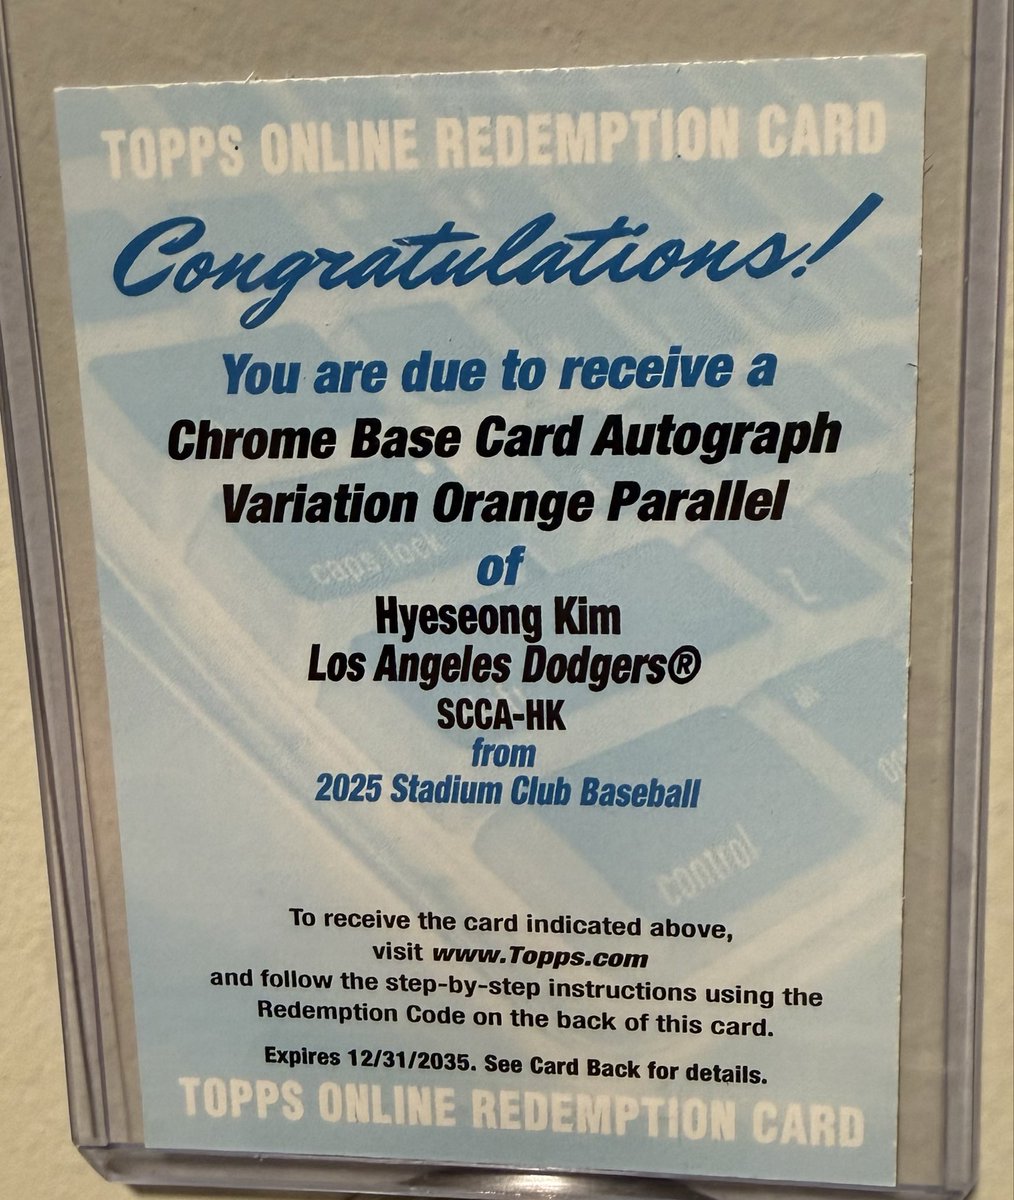 TOPPS ONLINE REDEMPTION CARD
Congratulations!
You are due to receive a
Chrome Base Card Autograph
Variation Orange Parallel
of
caps lock
Z
Hyeseong Kim
Los Angeles Dodgers®
SCCA-HK
from
2025 Stadium Club Baseball
control
To receive the card indicated above,
visit www.Topps.com
and follow the step-by-step instructions using the
Redemption Code on the back of this card.
Expires 12/31/2035. See Card Back for details.
TOPPS ONLINE REDEMPTION CARD